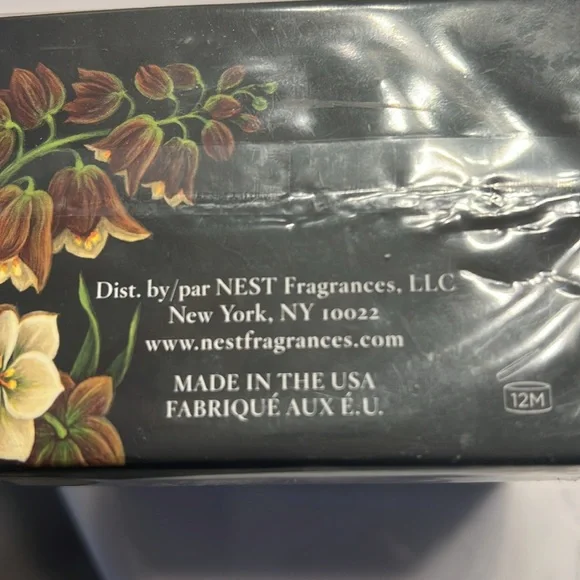 Dist. by/par NEST Fragrances, LLC
New York, NY 10022
www.nestfragrances.com
MADE IN THE USA
FABRIQUÉ AUX É.U.
12M